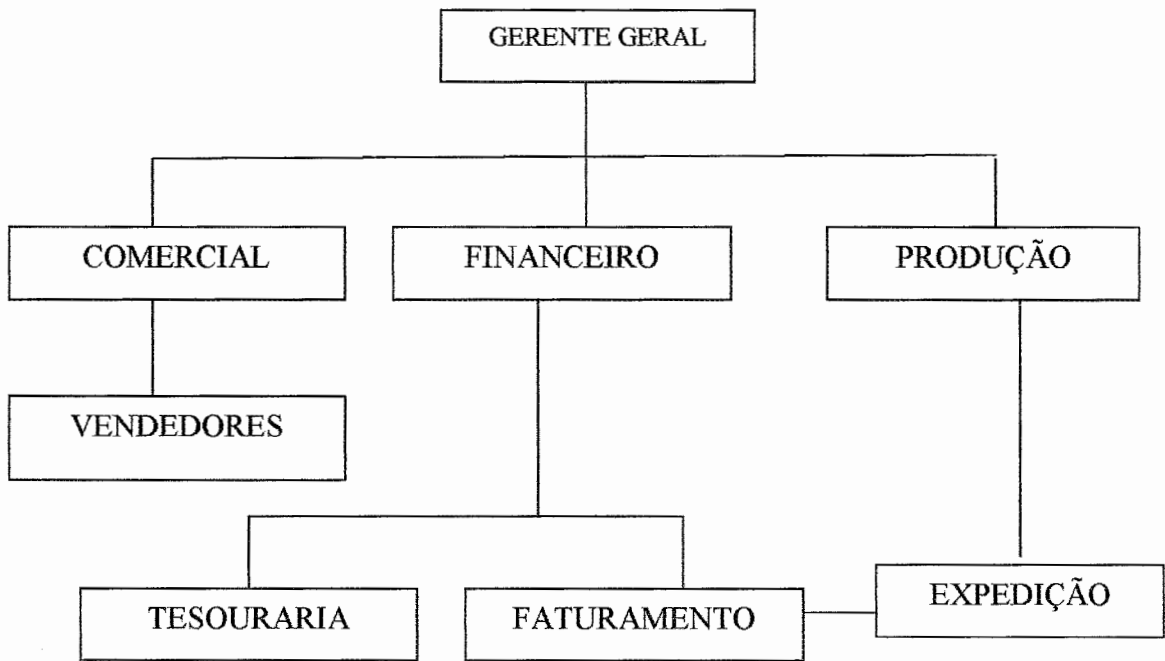 GERENTE GERAL
COMERCIAL
FINANCEIRO
PRODUÇÃO
VENDEDORES
TESOURARIA
FATURAMENTO
EXPEDIÇÃO